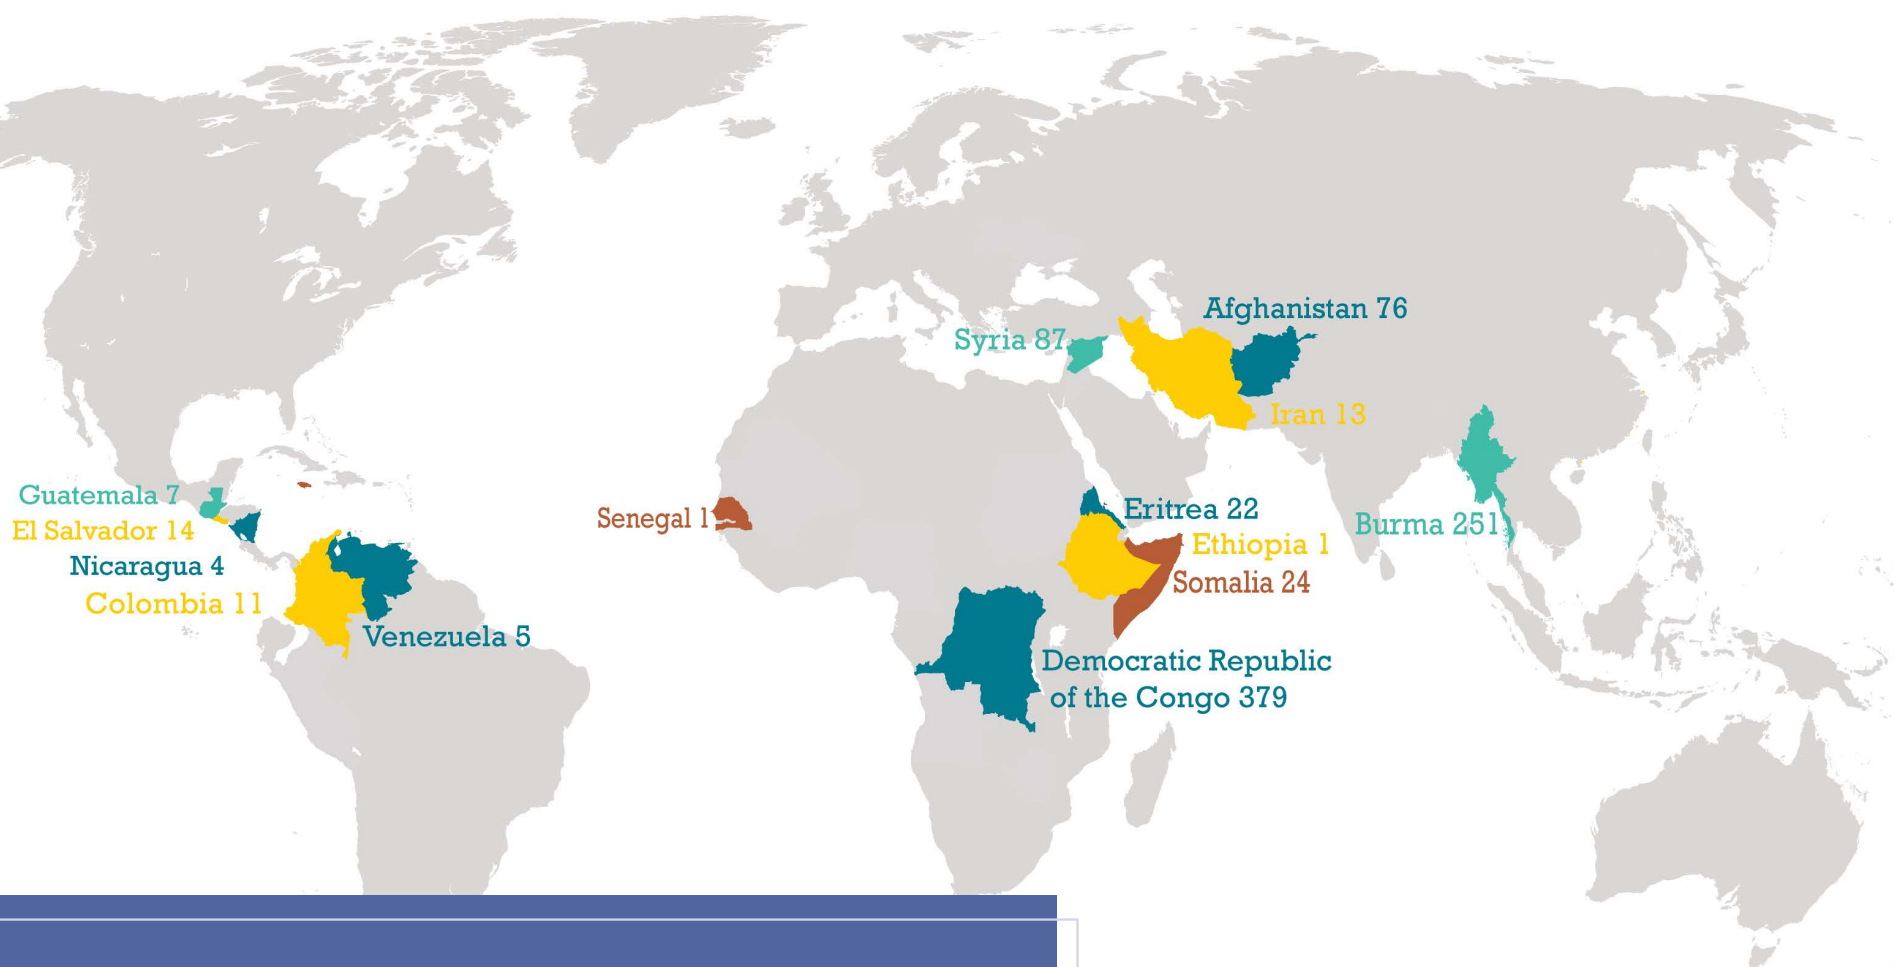 Afghanistan 76
Syria 87
Iran 13
Guatemala 7
El Salvador 14
Nicaragua 4
Colombia 11
Venezuela 5
Senegal 1
Eritrea 22
Ethiopia 1
Somalia 24
Burma 251
Democratic Republic
of the Congo 379